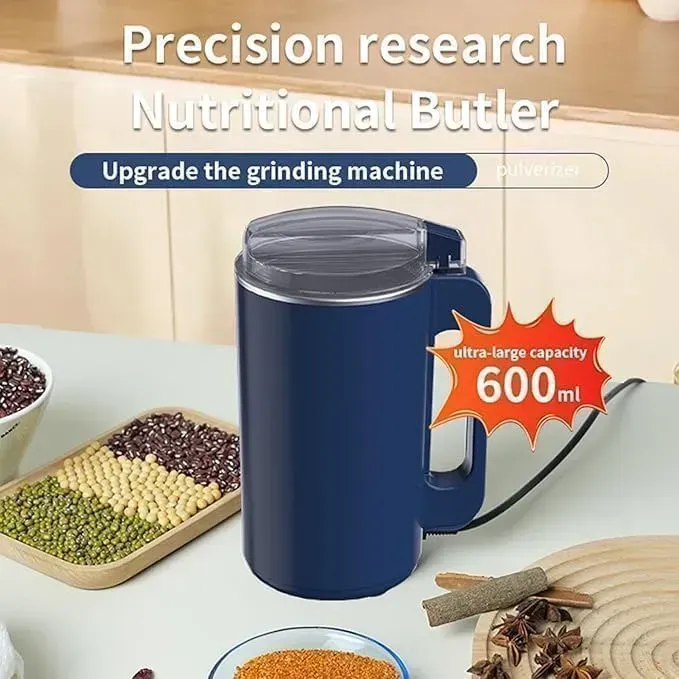 Precision research
Nutritional Butler
Upgrade the grinding machine
pulverizer
ultra-large capacity
600ml